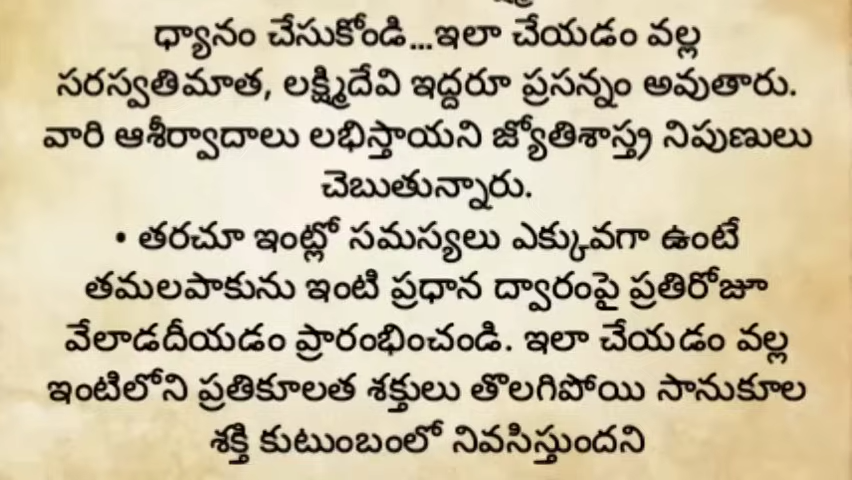 ధ్యానం చేసుకోండి...ఇలా చేయడం వల్ల
సరస్వతిమాత, లక్ష్మిదేవి ఇద్దరూ ప్రసన్నం అవుతారు.
వారి ఆశీర్వాదాలు లభిస్తాయని జ్యోతిశాస్త్ర నిపుణులు
చెబుతున్నారు.
• తరచూ ఇంట్లో సమస్యలు ఎక్కువగా ఉంటే
తమలపాకును ఇంటి ప్రధాన ద్వారంపై ప్రతిరోజూ
వేలాడదీయడం ప్రారంభించండి. ఇలా చేయడం వల్ల
ఇంటిలోని ప్రతికూలత శక్తులు తొలగిపోయి సానుకూల
శక్తి కుటుంబంలో నివసిస్తుందని